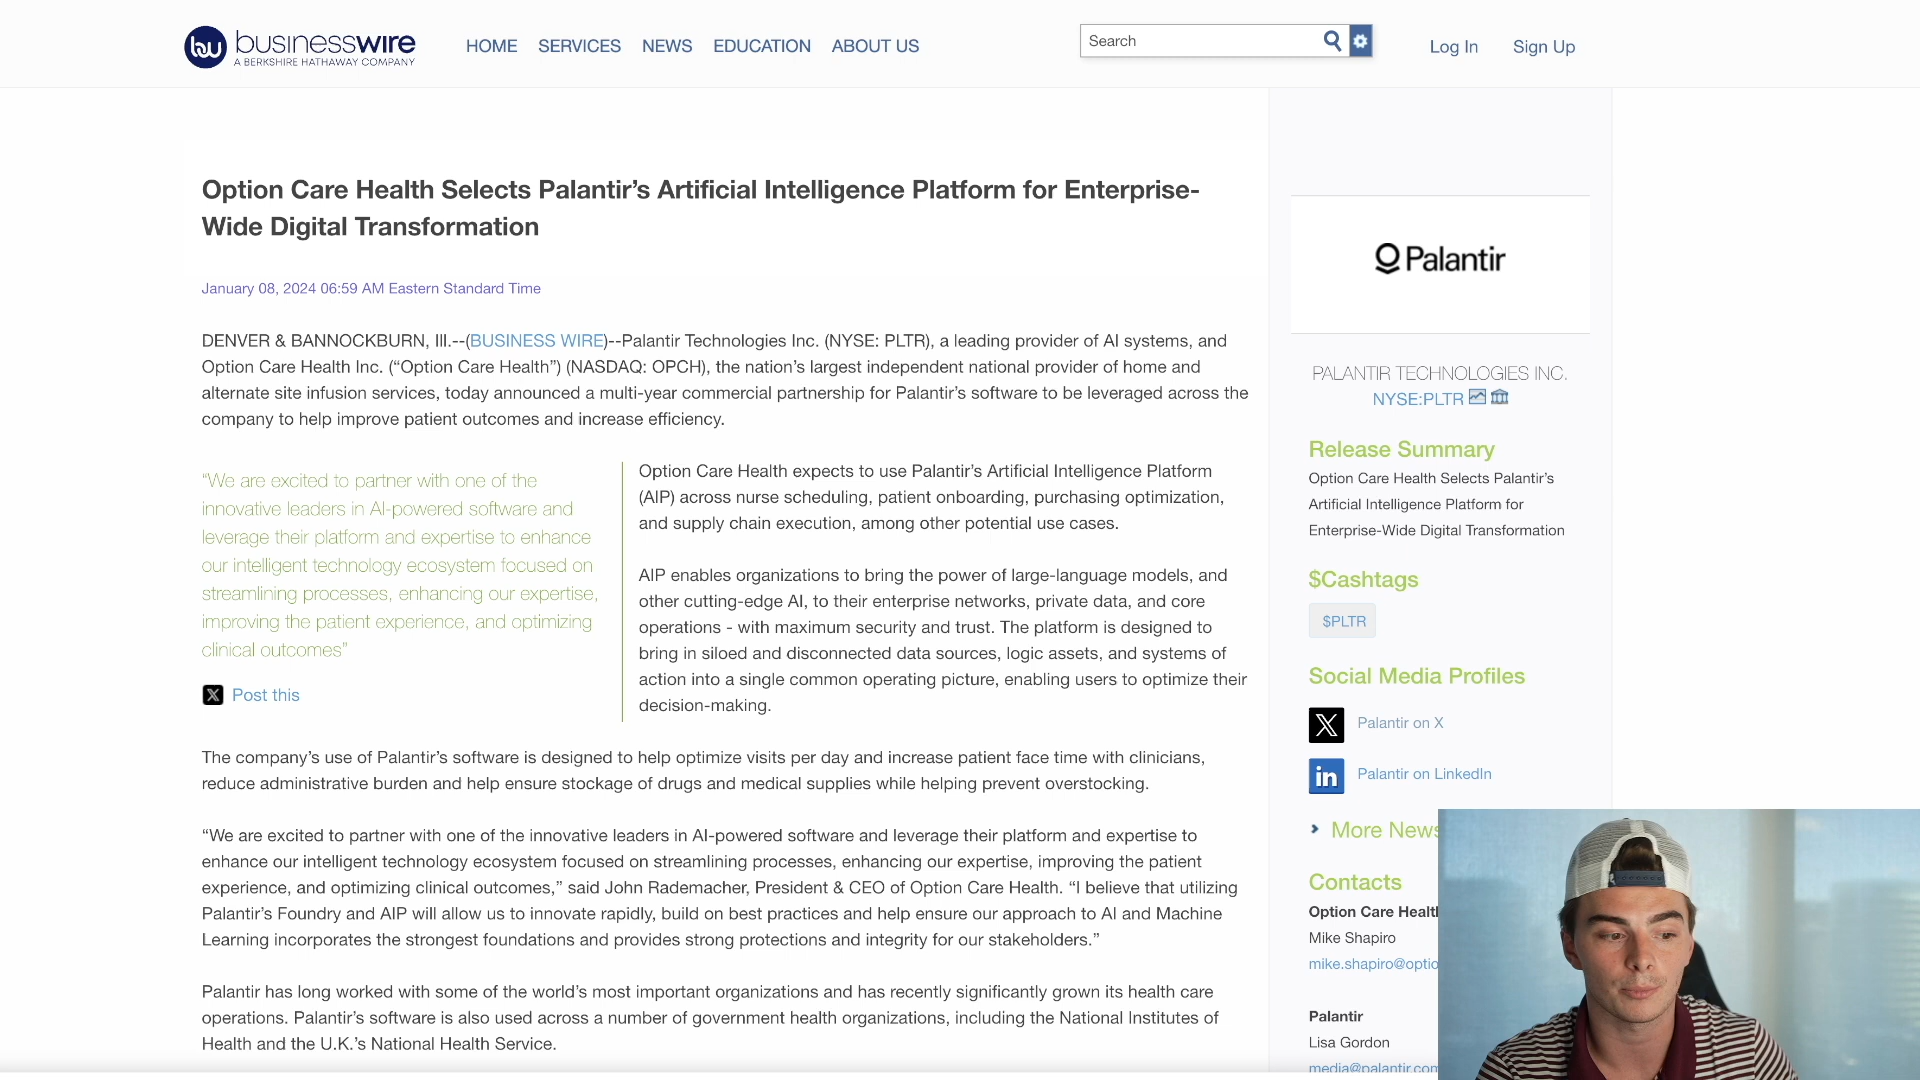 businesswire
A BERKSHIRE HATHAWAY COMPANY
HOME SERVICES NEWS EDUCATION ABOUT US
Search
Log In Sign Up
Option Care Health Selects Palantir’s Artificial Intelligence Platform for Enterprise-
Wide Digital Transformation
January 08, 2024 06:59 AM Eastern Standard Time
DENVER & BANNOCKBURN, Ill.--(BUSINESS WIRE)--Palantir Technologies Inc. (NYSE: PLTR), a leading provider of AI systems, and
Option Care Health Inc. (“Option Care Health”) (NASDAQ: OPCH), the nation’s largest independent national provider of home and
alternate site infusion services, today announced a multi-year commercial partnership for Palantir’s software to be leveraged across the
company to help improve patient outcomes and increase efficiency.
“We are excited to partner with one of the
innovative leaders in AI-powered software and
leverage their platform and expertise to enhance
our intelligent technology ecosystem focused on
streamlining processes, enhancing our expertise,
improving the patient experience, and optimizing
clinical outcomes”
Post this
Option Care Health expects to use Palantir’s Artificial Intelligence Platform
(AIP) across nurse scheduling, patient onboarding, purchasing optimization,
and supply chain execution, among other potential use cases.
AIP enables organizations to bring the power of large-language models, and
other cutting-edge AI, to their enterprise networks, private data, and core
operations - with maximum security and trust. The platform is designed to
bring in siloed and disconnected data sources, logic assets, and systems of
action into a single common operating picture, enabling users to optimize their
decision-making.
The company’s use of Palantir’s software is designed to help optimize visits per day and increase patient face time with clinicians,
reduce administrative burden and help ensure stockage of drugs and medical supplies while helping prevent overstocking.
“We are excited to partner with one of the innovative leaders in AI-powered software and leverage their platform and expertise to
enhance our intelligent technology ecosystem focused on streamlining processes, enhancing our expertise, improving the patient
experience, and optimizing clinical outcomes,” said John Rademacher, President & CEO of Option Care Health. “I believe that utilizing
Palantir’s Foundry and AIP will allow us to innovate rapidly, build on best practices and help ensure our approach to AI and Machine
Learning incorporates the strongest foundations and provides strong protections and integrity for our stakeholders.”
Palantir has long worked with some of the world’s most important organizations and has recently significantly grown its health care
operations. Palantir’s software is also used across a number of government health organizations, including the National Institutes of
Health and the U.K.’s National Health Service.
Palantir
PALANTIR TECHNOLOGIES INC.
NYSE:PLTR
Release Summary
Option Care Health Selects Palantir’s
Artificial Intelligence Platform for
Enterprise-Wide Digital Transformation
$Cashtags
$PLTR
Social Media Profiles
Palantir on X
Palantir on LinkedIn
More News
Contacts
Option Care Health
Mike Shapiro
mike.shapiro@optio
Palantir
Lisa Gordon
media@palantir.com